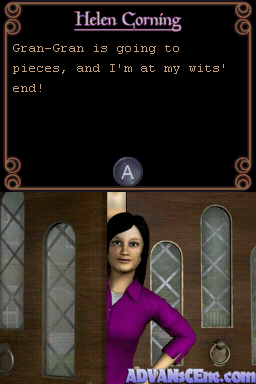 Helen Corning
Gran-Gran is going to
pieces, and I'm at my wits'
end!
A
ADVANsCEne.com